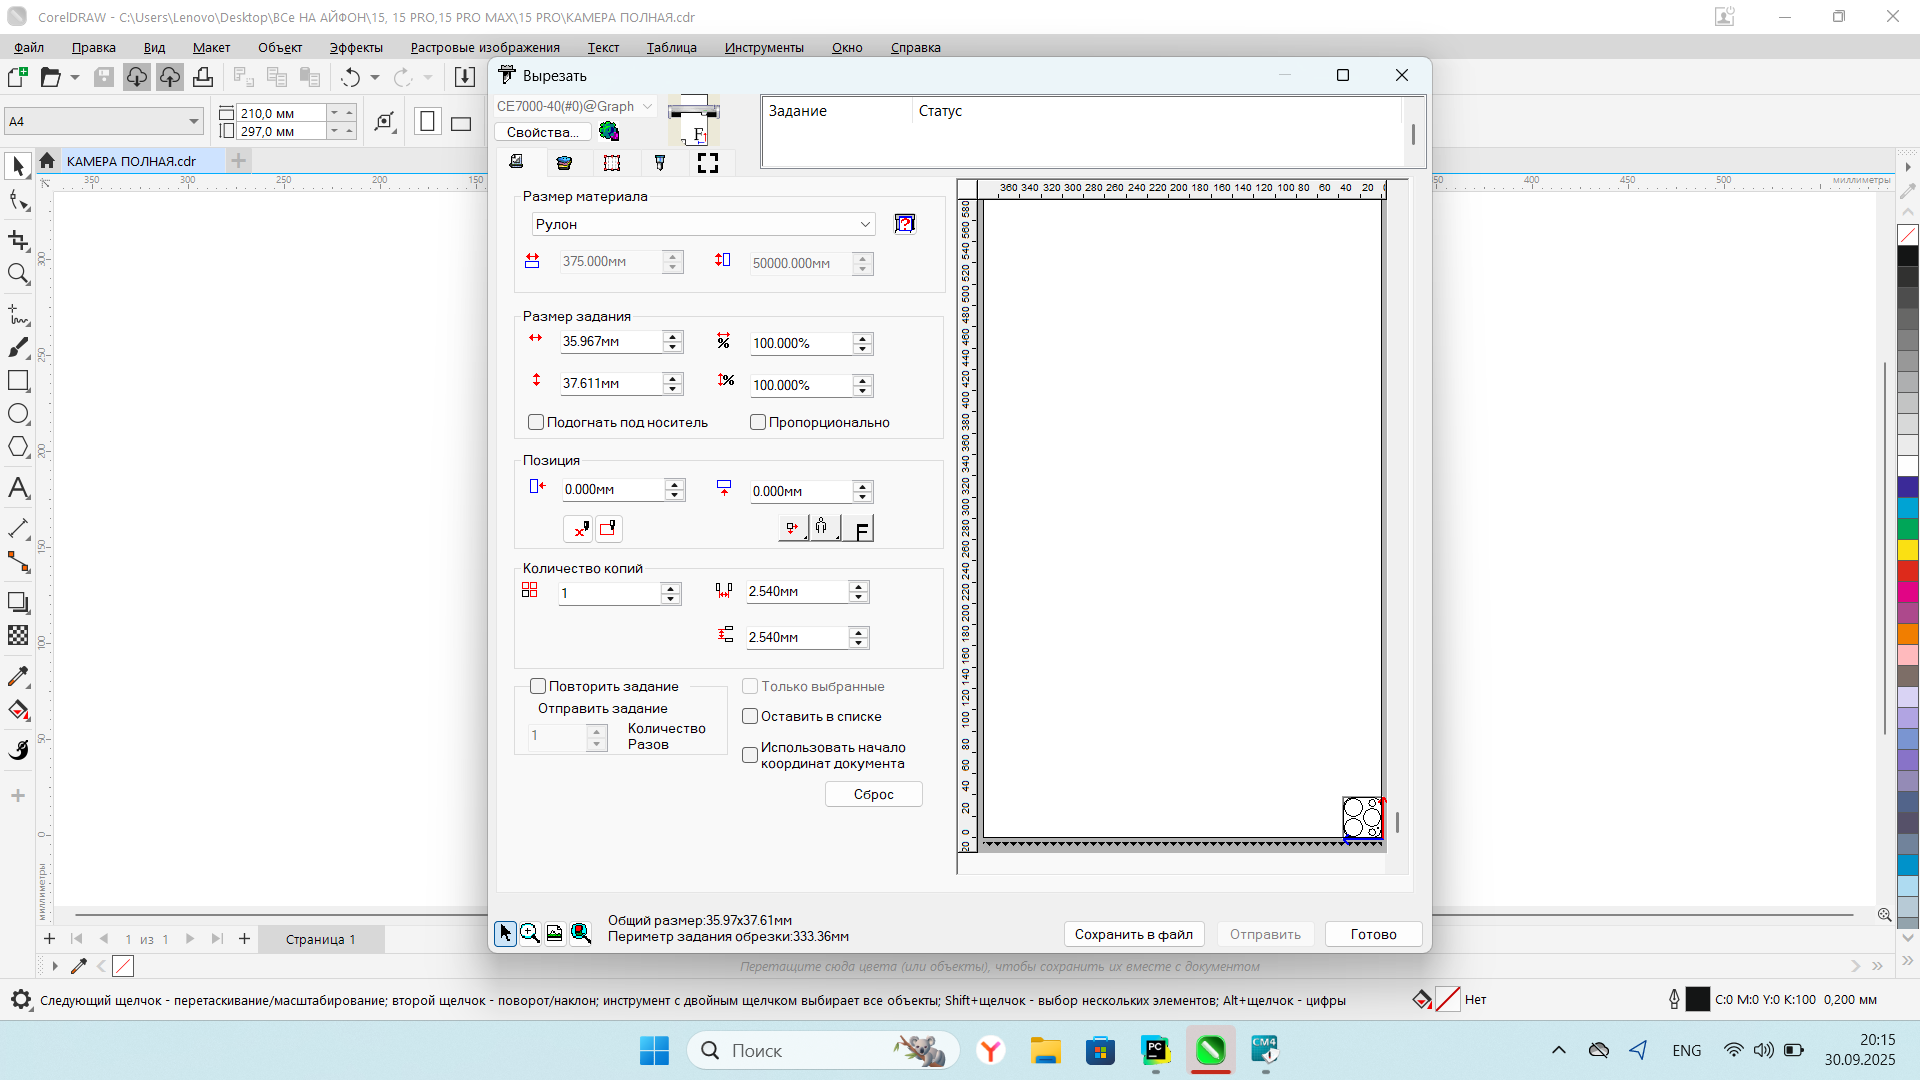 CorelDRAW - C:\Users\Lenovo\Desktop\ВСе НА АЙФОН\15, 15 PRO,15 PRO MAX\15 PRO\КАМЕРА ПОЛНАЯ.cdr
Файл Правка Вид Макет Объект Эффекты Растровые изображения Текст Таблица Инструменты Окно Справка
A4
210,0 мм
297,0 мм
КАМЕРА ПОЛНАЯ.cdr
350 300 250 200 150
400 450 500 миллиметры
300
250
200
150
100
50
0
миллиметры
Вырезать
CE7000-40(#0)@Graph
Свойства...
Задание Статус
Размер материала
Рулон
375.000мм 50000.000мм
Размер задания
35.967мм 100.000%
37.611мм 100.000%
Подогнать под носитель Пропорционально
Позиция
0.000мм 0.000мм
F
Количество копий
1 2.540мм
2.540мм
Повторить задание
Отправить задание
1 Количество
Разов
Только выбранные
Оставить в списке
Использовать начало
координат документа
Сброс
360 340 320 300 280 260 240 220 200 180 160 140 120 100 80 60 40 20
580
560
540
520
500
480
460
440
420
400
380
360
340
320
300
280
260
240
220
200
180
160
140
120
100
80
60
40
20
0
20
Общий размер:35.97x37.61мм
Периметр задания обрезки:333.36мм
Сохранить в файл Отправить Готово
1 из 1 Страница 1
Перетащите сюда цвета (или объекты), чтобы сохранить их вместе с документом
Следующий щелчок - перетаскивание/масштабирование; второй щелчок - поворот/наклон; инструмент с двойным щелчком выбирает все объекты; Shift+щелчок - выбор нескольких элементов; Alt+щелчок - цифры
Нет
C:0 M:0 Y:0 K:100 0,200 мм
Поиск
PC
CM4
ENG
20:15
30.09.2025